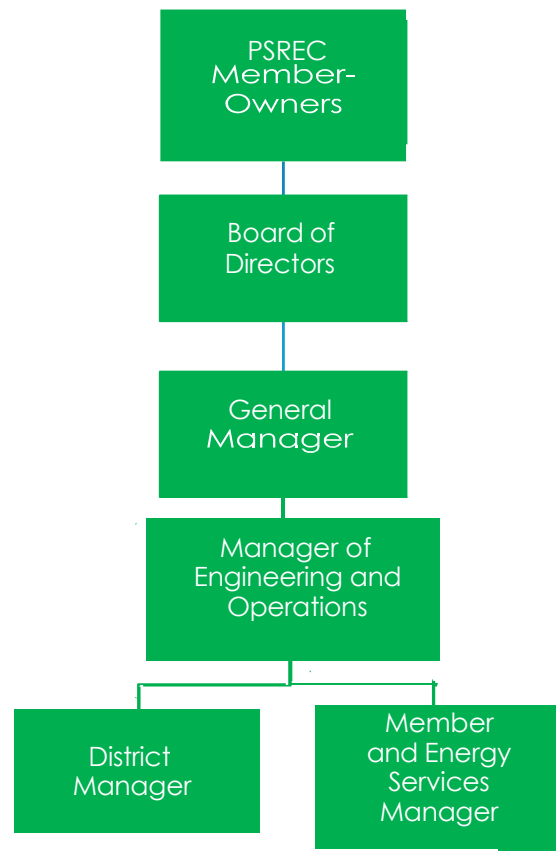 PSREC
Member-
Owners
Board of
Directors
General
Manager
Manager of
Engineering and
Operations
District
Manager
Member
and Energy
Services
Manager